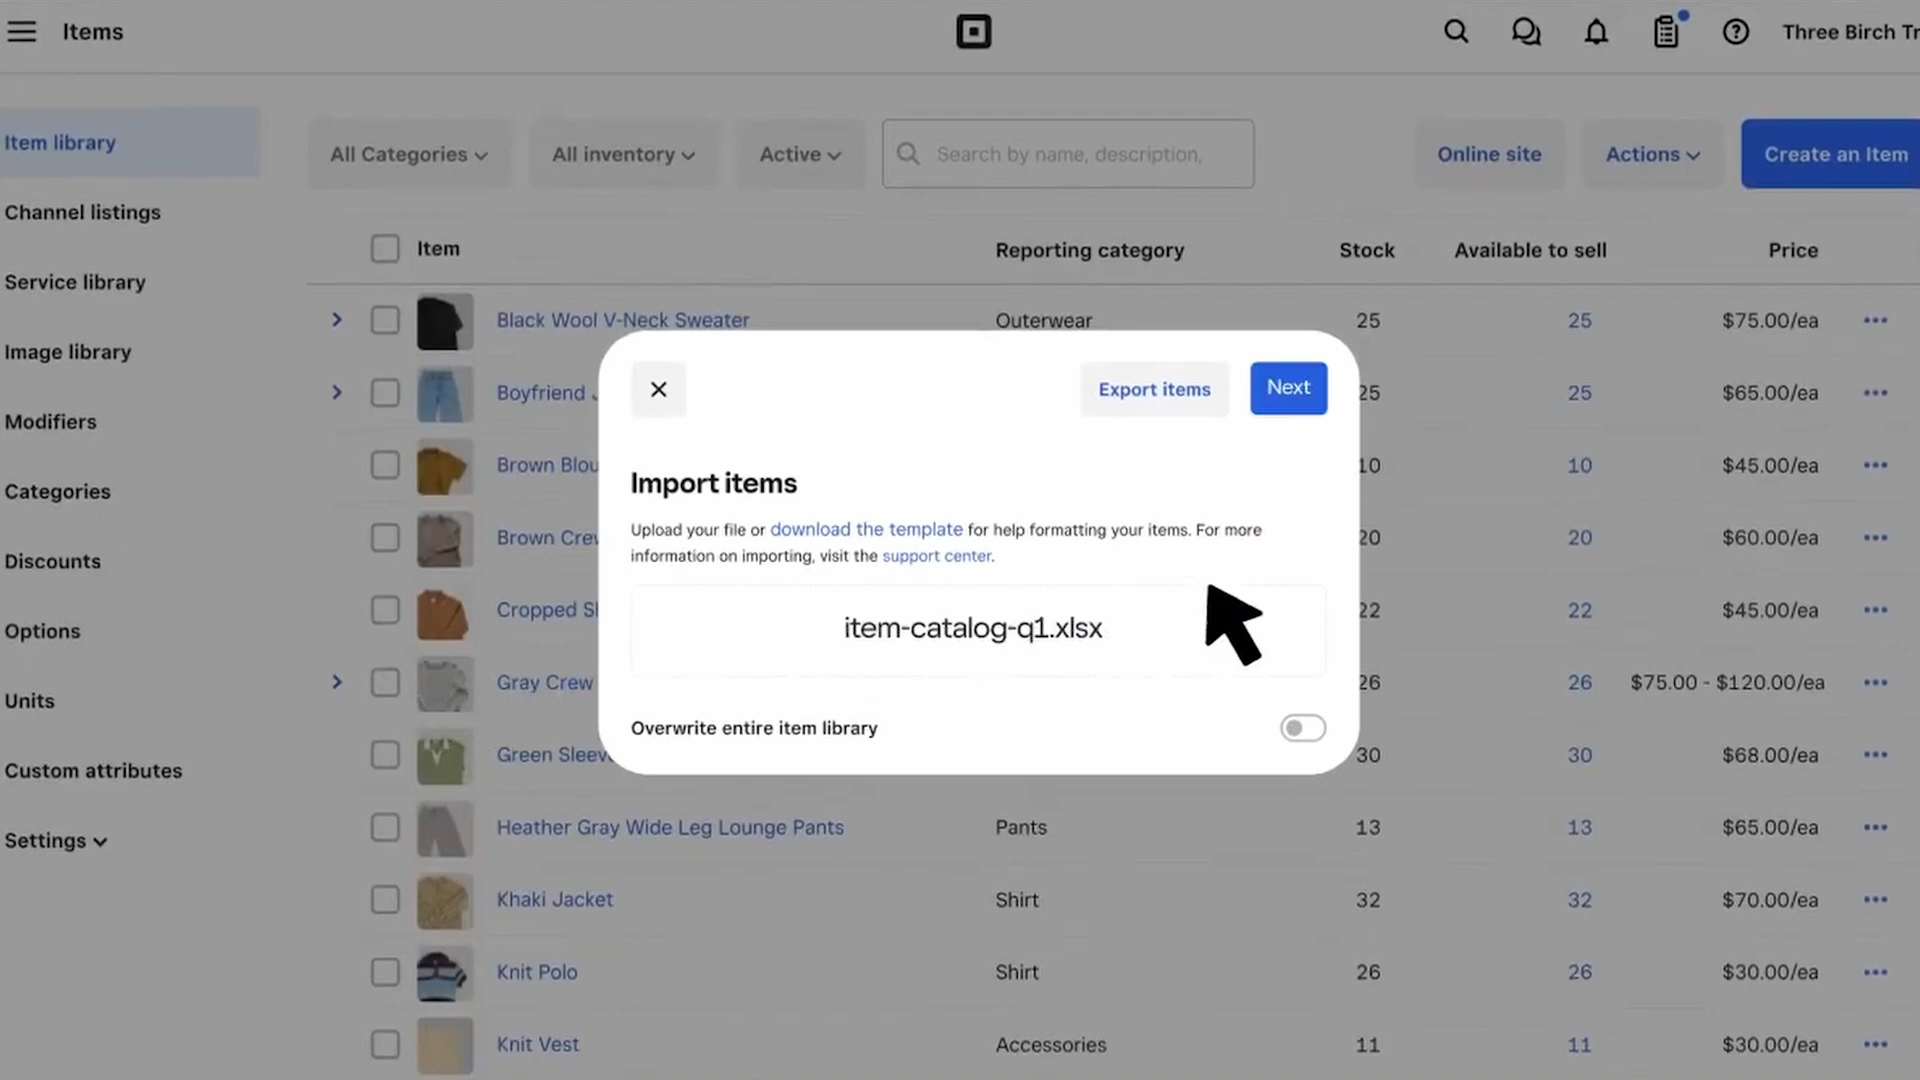 Items
Three Birch Tr
Item library
Channel listings
Service library
Image library
Modifiers
Categories
Discounts
Options
Units
Custom attributes
Settings
All Categories
All inventory
Active
Search by name, description,
Online site
Actions
Create an Item
Item Reporting category Stock Available to sell Price
Black Wool V-Neck Sweater Outerwear 25 25 $75.00/ea
Boyfriend 25 25 $65.00/ea
Brown Blou 10 10 $45.00/ea
Brown Crew 20 20 $60.00/ea
Cropped Sl 22 22 $45.00/ea
Gray Crew 26 26 $75.00 - $120.00/ea
Green Sleev 30 30 $68.00/ea
Heather Gray Wide Leg Lounge Pants Pants 13 13 $65.00/ea
Khaki Jacket Shirt 32 32 $70.00/ea
Knit Polo Shirt 26 26 $30.00/ea
Knit Vest Accessories 11 11 $30.00/ea
Export items
Next
Import items
Upload your file or download the template for help formatting your items. For more
information on importing, visit the support center.
item-catalog-q1.xlsx
Overwrite entire item library